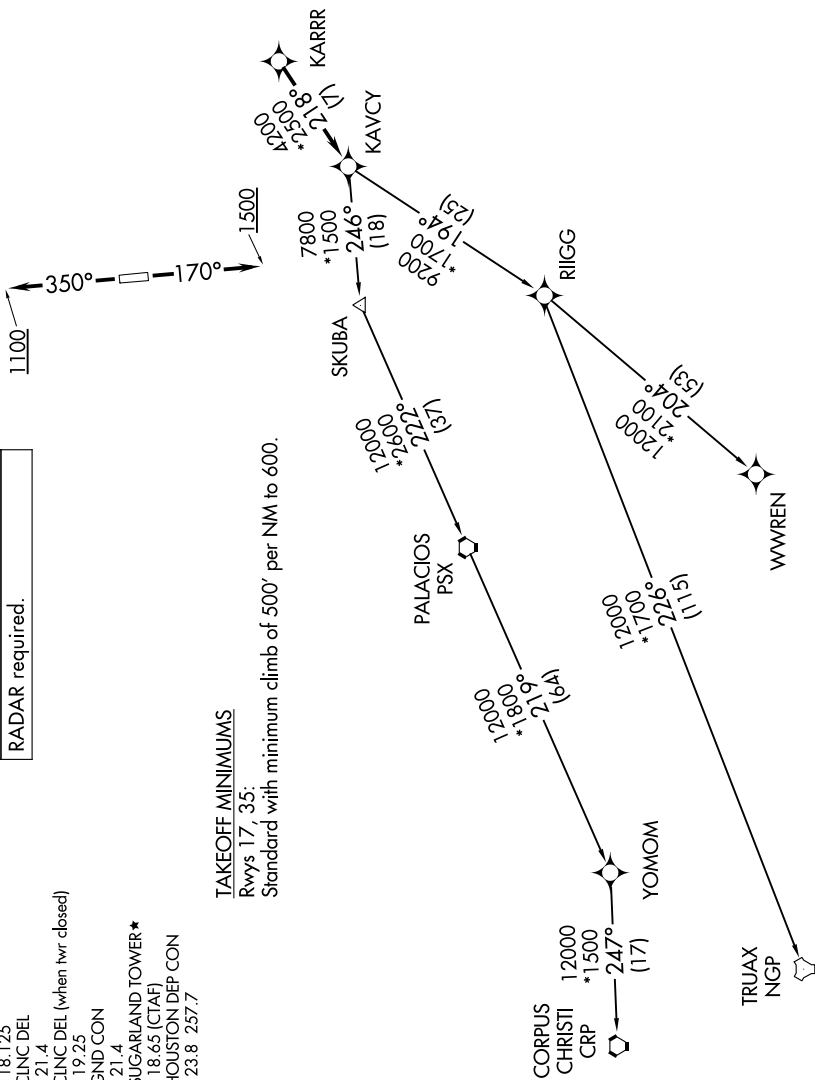 RADAR required.
18.125
CLNC DEL
21.4
CLNC DEL (when twr closed)
19.25
GND CON
21.4
SUGARLAND TOWER★
18.65 (CTAF)
HOUSTON DEP CON
23.8 257.7
TAKEOFF MINIMUMS
Rwys 17, 35:
Standard with minimum climb of 500' per NM to 600.
1100
350°
170°
1500
KARRR
4200
*2500
218°
(7)
KAVCY
7800
*1500
246°
(18)
SKUBA
9200
*1700
194°
(25)
RIIGG
12000
*2600
222°
(37)
PALACIOS
PSX
12000
*2100
204°
(53)
WWREN
12000
*1800
219°
(64)
YOMOM
12000
*1700
226°
(115)
TRUAX
NGP
12000
*1500
247°
(17)
CORPUS
CHRISTI
CRP